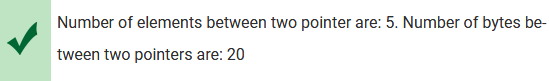 Number of elements between two pointer are: 5. Number of bytes be-
tween two pointers are: 20